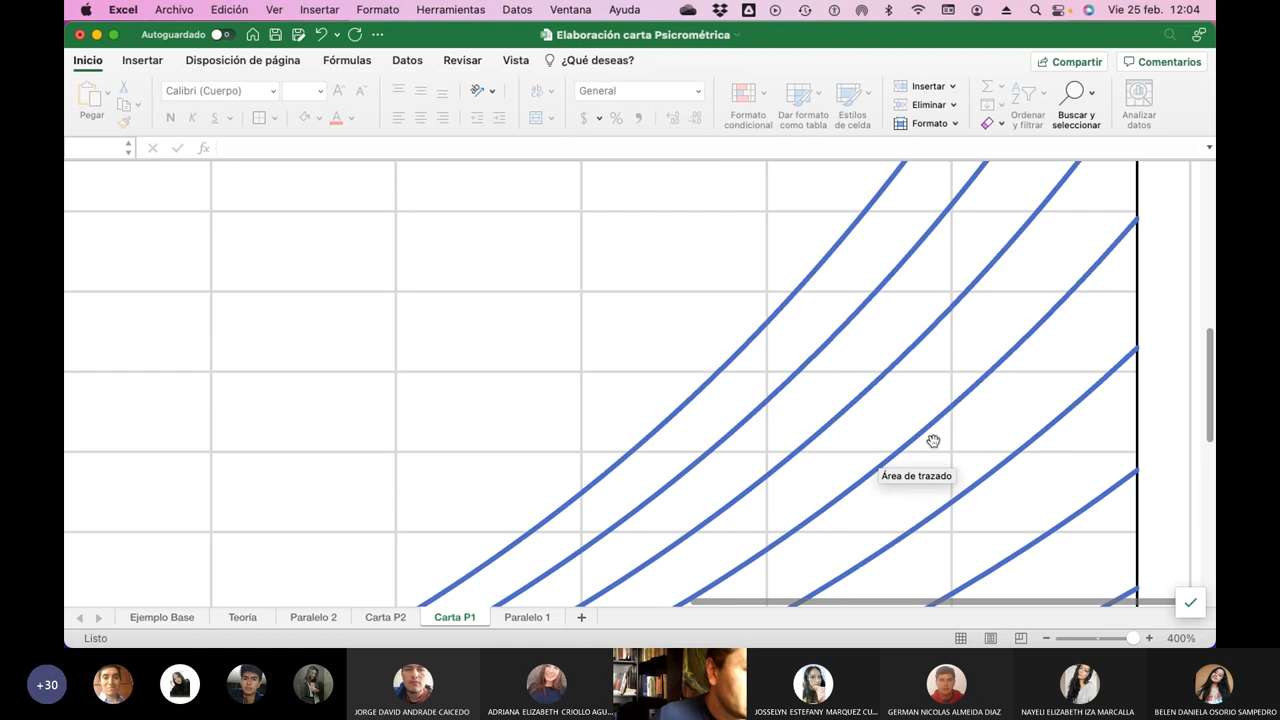 Excel Archivo Ver Edición Insertar Formato Herramientas Datos Ventana Ayuda Vie 25 feb. 12:04
Autoguardado Elaboración carta Psicrométrica
Inicio Insertar Disposición de página Fórmulas Datos Revisar Vista ¿Qué deseas? Compartir Comentarios
Pegar
Calibri (Cuerpo)
N K S
General
$ %
Formato condicional
Dar formato como tabla
Estilos de celda
Insertar
Eliminar
Formato
Ordenar y filtrar
Buscar y seleccionar
Analizar datos
fx
Área de trazado
Ejemplo Base Teoría Paralelo 2 Carta P2 Carta P1 Paralelo 1 +
Listo 400%
+30
JORGE DAVID ANDRADE CAICEDO
ADRIANA ELIZABETH CRIOLLO AGU...
JOSSELYN ESTEFANY MARQUEZ CU...
GERMAN NICOLAS ALMEIDA DIAZ
NAYELI ELIZABETH IZA MARCALLA
BELEN DANIELA OSORIO SAMPEDRO